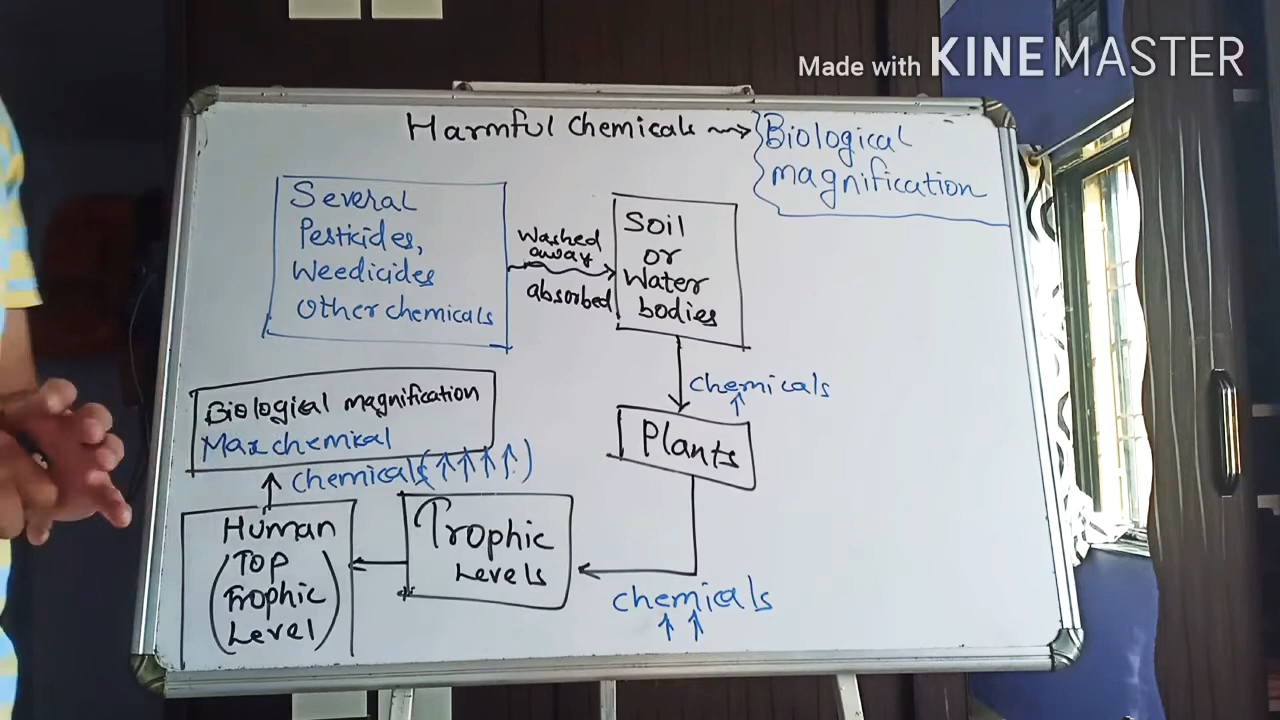 Made with KINEMASTER
Harmful chemicals → Biological
magnification
Several
Pesticides,
Weedicides
Other chemicals
Washed
away
absorbed
Soil
or
Water
bodies
chemicals
↑
Plants
chemicals
↑ ↑
Trophic
Levels
Human
(Top
Trophic
Level)
chemicals(↑↑↑↑)
Biological magnification
Max chemical